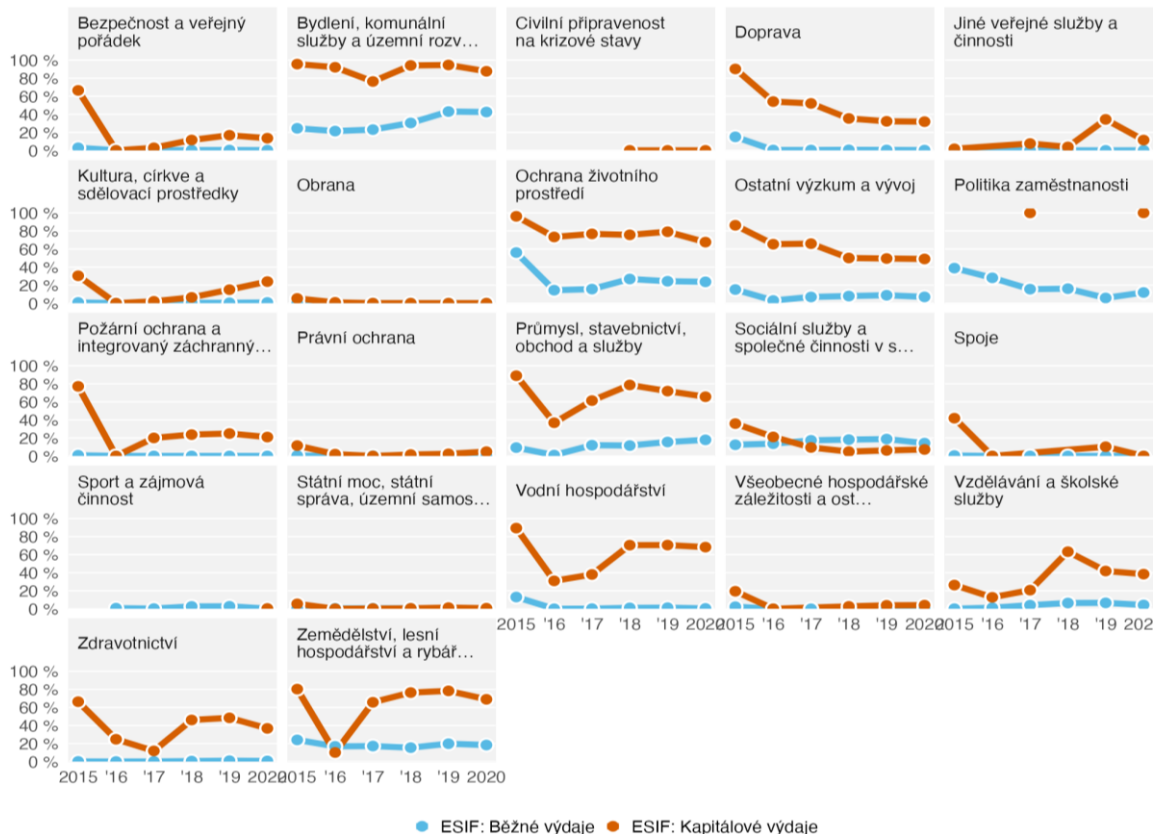 Bezpečnost a veřejný
pořádek
Bydlení, komunální
služby a územní rozv…
Civilní připravenost
na krizové stavy
Doprava
Jiné veřejné služby a
činnosti
100 %
80 %
60 %
40 %
20 %
0 %
Kultura, církve a
sdělovací prostředky
Obrana
Ochrana životního
prostředí
Ostatní výzkum a vývoj
Politika zaměstnanosti
100 %
80 %
60 %
40 %
20 %
0 %
Požární ochrana a
integrovaný záchranný…
Právní ochrana
Průmysl, stavebnictví,
obchod a služby
Sociální služby a
společné činnosti v s…
Spoje
100 %
80 %
60 %
40 %
20 %
0 %
Sport a zájmová
činnost
Státní moc, státní
správa, územní samos…
Vodní hospodářství
Všeobecné hospodářské
záležitosti a ost…
Vzdělávání a školské
služby
100 %
80 %
60 %
40 %
20 %
0 %
2015 '16 '17 '18 '19 2020
2015 '16 '17 '18 '19 2020
2015 '16 '17 '18 '19 202
Zdravotnictví
Zemědělství, lesní
hospodářství a rybář…
100 %
80 %
60 %
40 %
20 %
0 %
2015 '16 '17 '18 '19 2020
2015 '16 '17 '18 '19 2020
ESIF: Běžné výdaje ESIF: Kapitálové výdaje